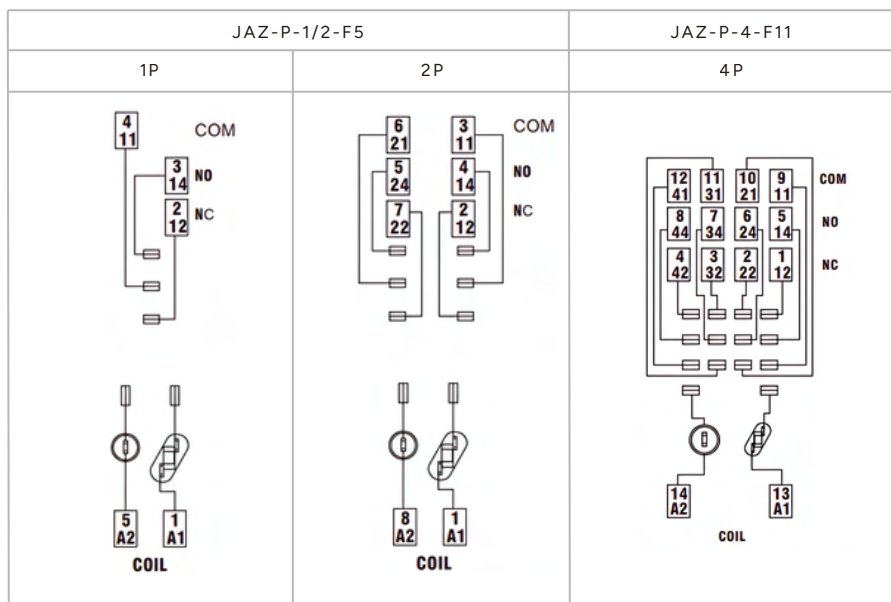 JAZ-P-1/2-F5 JAZ-P-4-F11
1P 2P 4P
4
11 COM
3
14 NO
2
12 NC
5
A2
1
A1
COIL
6
21
3
11 COM
5
24
4
14 NO
7
22
2
12 NC
8
A2
1
A1
COIL
12 11 10 9 COM
41 31 21 11
8 7 6 5 NO
44 34 24 14
4 3 2 1 NC
42 32 22 12
14
A2
13
A1
COIL